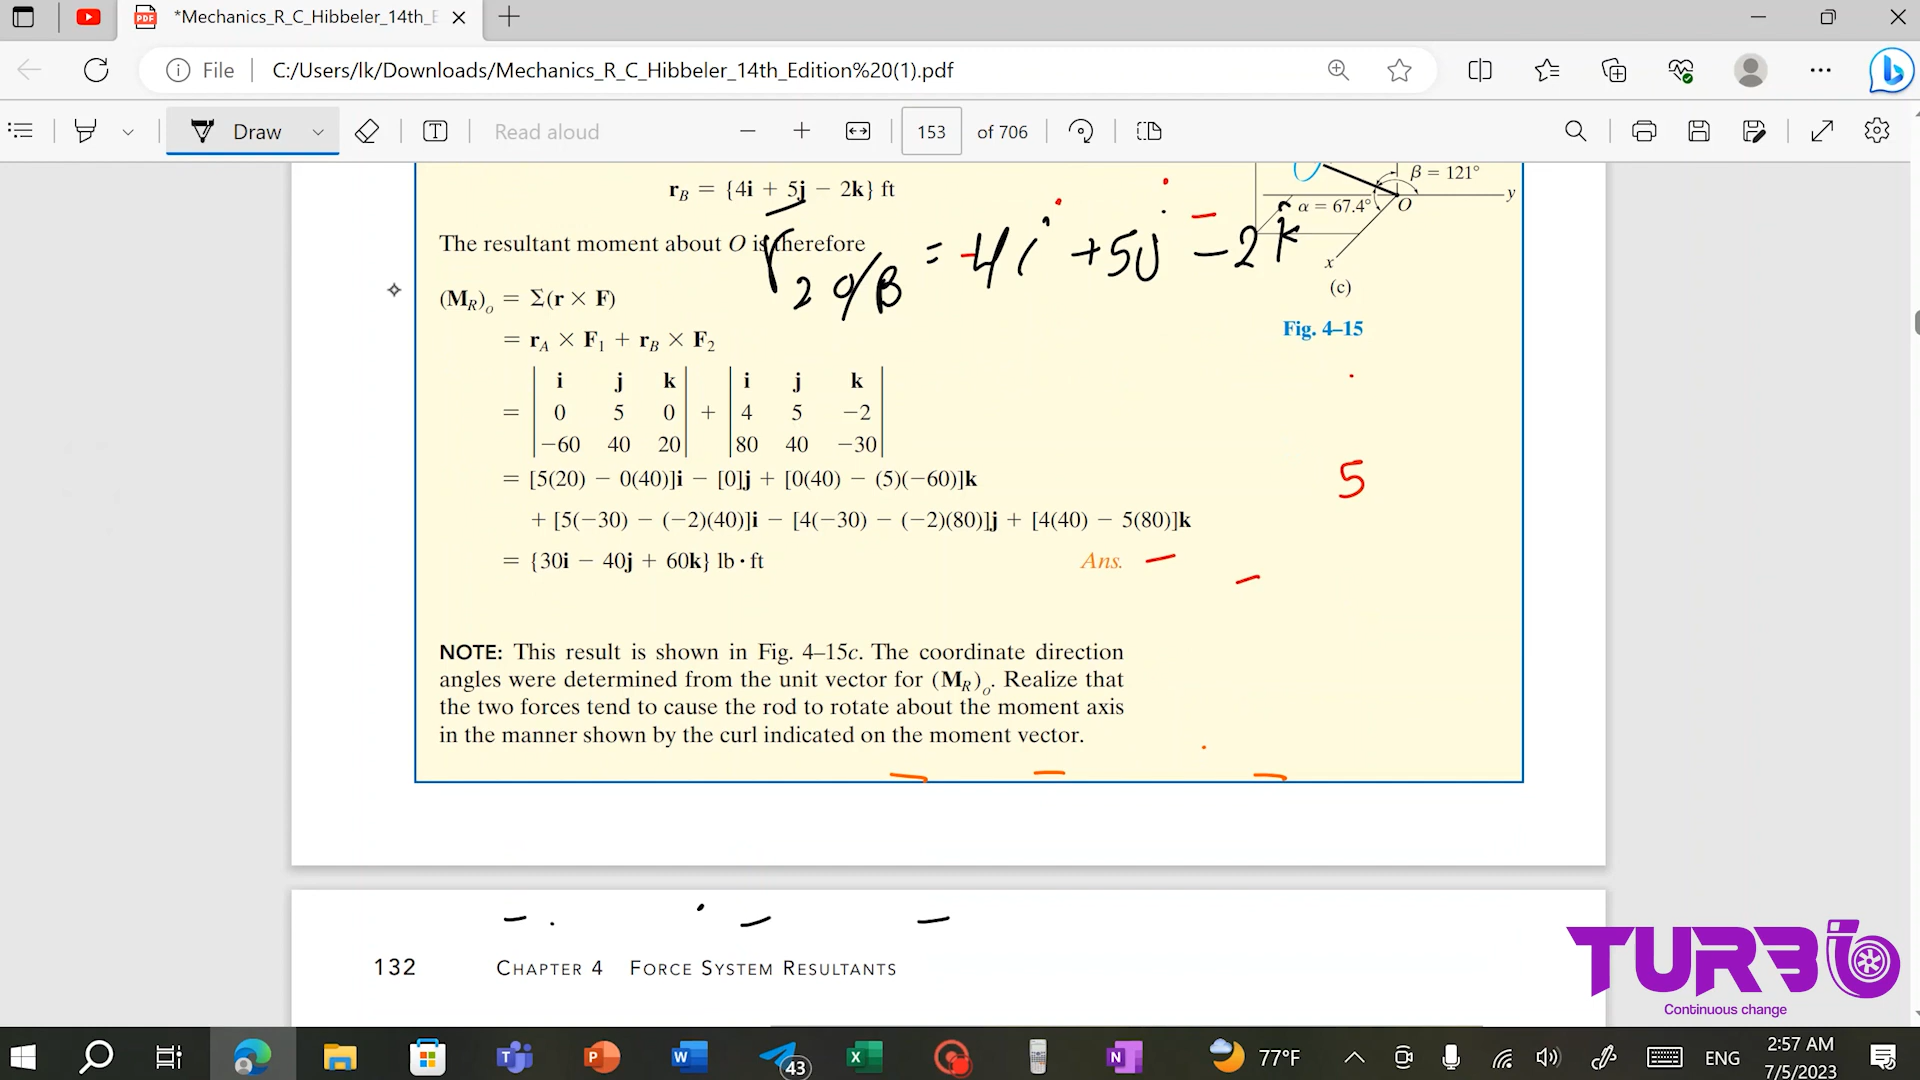 *Mechanics_R_C_Hibbeler_14th_E
File
C:/Users/lk/Downloads/Mechanics_R_C_Hibbeler_14th_Edition%20(1).pdf
Draw
Read aloud
153 of 706
r_B = {4i + 5j − 2k} ft
β = 121°
y
α = 67.4°
O
x
(c)
Fig. 4–15
The resultant moment about O is therefore
r₂ O/B = -4i + 5j − 2k
(M_R)_o = Σ(r × F)
= r_A × F_1 + r_B × F_2
i j k i j k
= 0 5 0 + 4 5 −2
−60 40 20 80 40 −30
= [5(20) − 0(40)]i − [0]j + [0(40) − (5)(−60)]k
5
+ [5(−30) − (−2)(40)]i − [4(−30) − (−2)(80)]j + [4(40) − 5(80)]k
= {30i − 40j + 60k} lb · ft Ans.
NOTE: This result is shown in Fig. 4–15c. The coordinate direction
angles were determined from the unit vector for (M_R)_o. Realize that
the two forces tend to cause the rod to rotate about the moment axis
in the manner shown by the curl indicated on the moment vector.
132 CHAPTER 4 FORCE SYSTEM RESULTANTS
TURBO
Continuous change
43
77°F
ENG
2:57 AM
7/5/2023